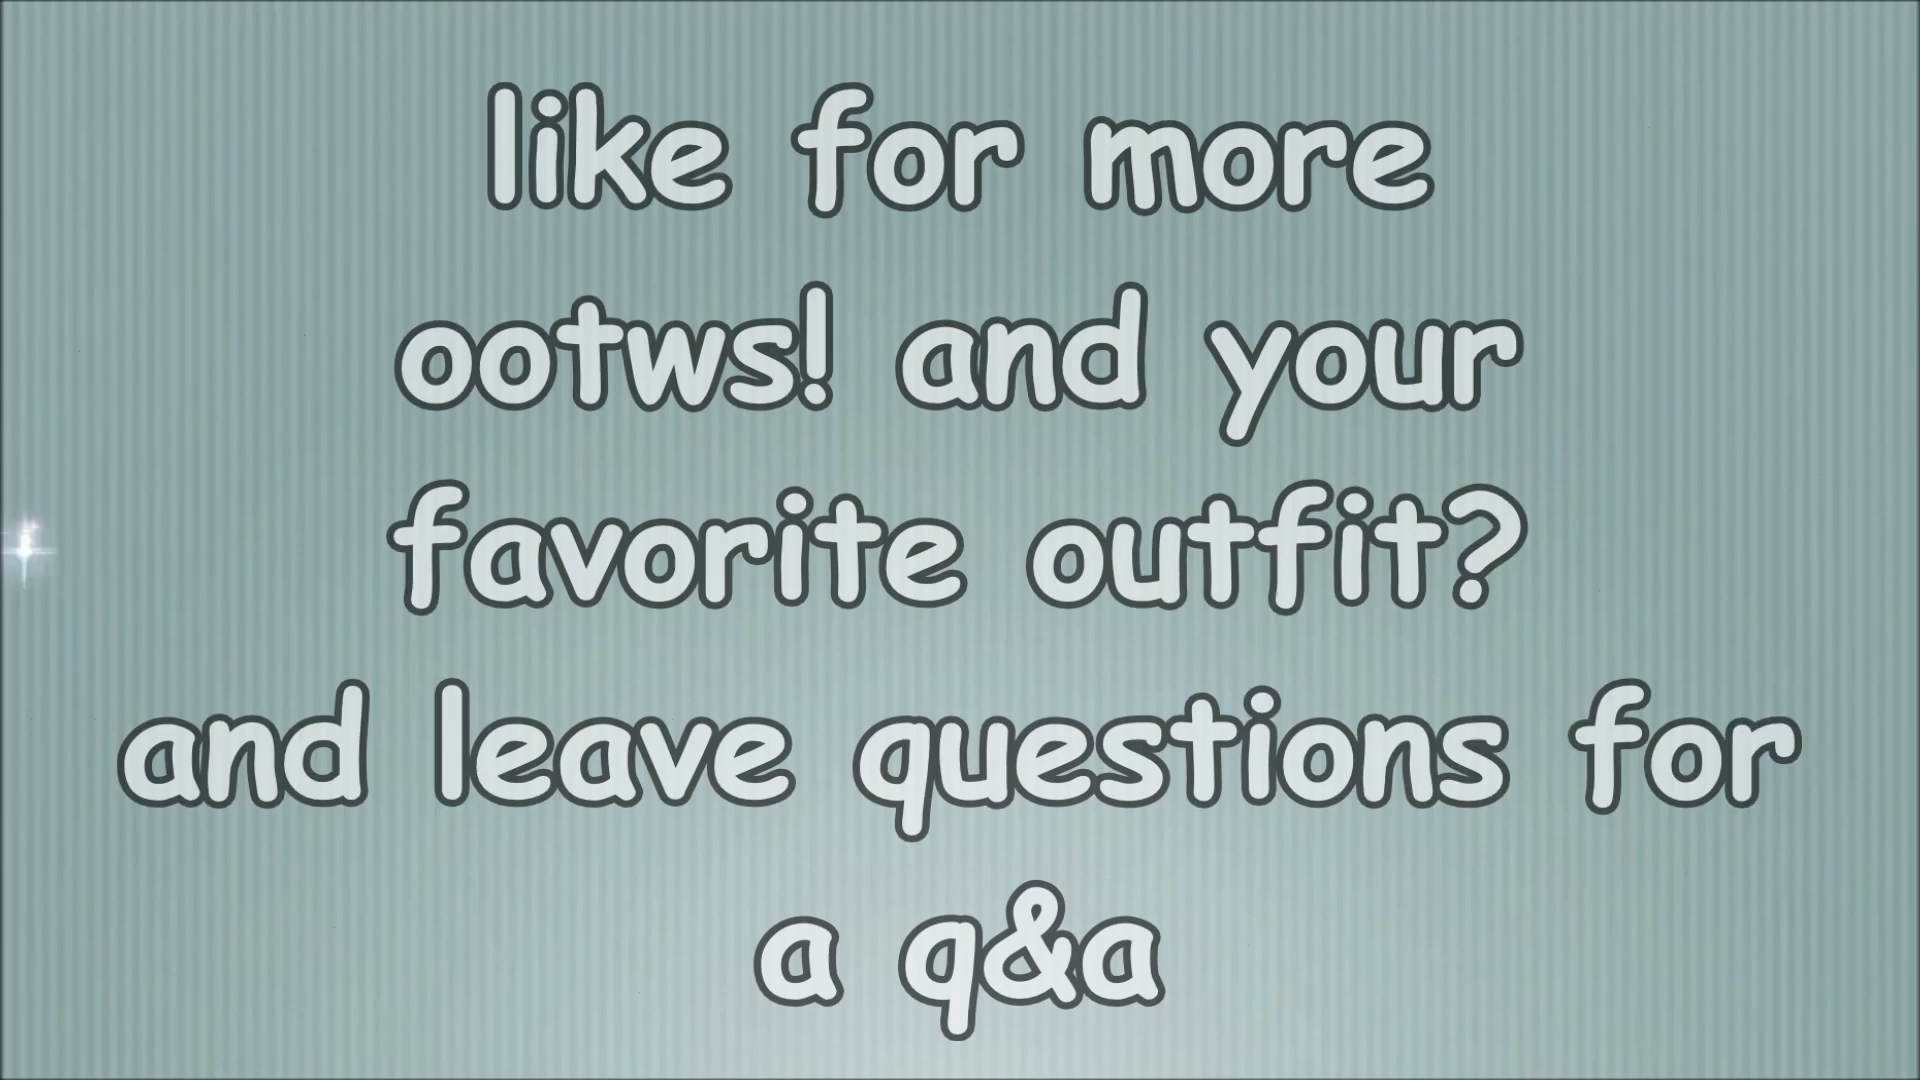 like for more
ootws! and your
favorite outfit?
and leave questions for
a q&a